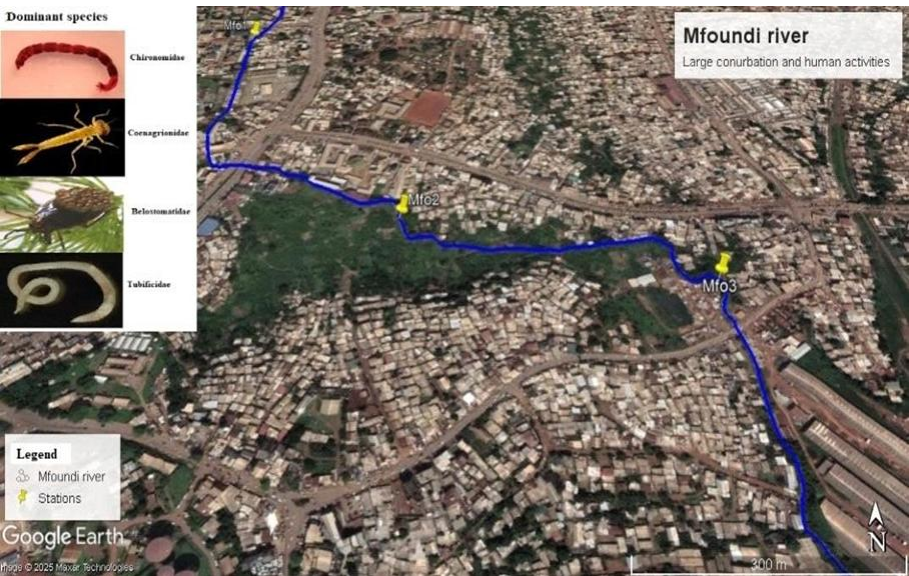 Dominant species
Chironomidae
Coenagrionidae
Belostomatidae
Tubificidae
Mfoundi river
Large conurbation and human activities
Mfo1
Mfo2
Mfo3
Legend
Mfoundi river
Stations
Google Earth
Image © 2025 Maxar Technologies
300 m
N